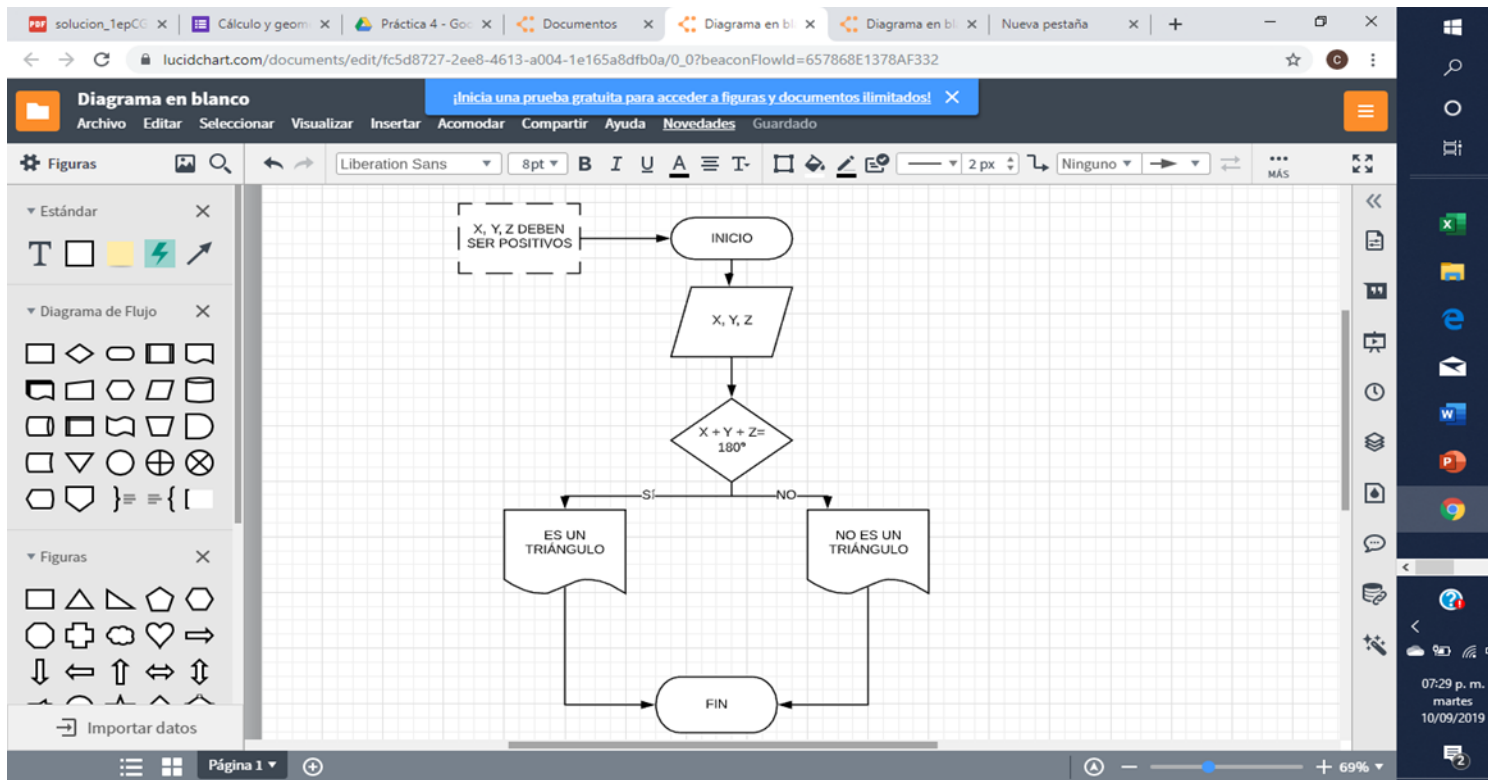 solucion_1epCG
Cálculo y geom
Práctica 4 - Goo
Documentos
Diagrama en bl
Diagrama en bl
Nueva pestaña
lucidchart.com/documents/edit/fc5d8727-2ee8-4613-a004-1e165a8dfb0a/0_0?beaconFlowId=657868E1378AF332
C
Diagrama en blanco
¡Inicia una prueba gratuita para acceder a figuras y documentos ilimitados!
Archivo Editar Seleccionar Visualizar Insertar Acomodar Compartir Ayuda Novedades Guardado
Figuras
Liberation Sans 8pt B I U A T 2 px Ninguno MÁS
Estándar
T
Diagrama de Flujo
Figuras
Importar datos
X, Y, Z DEBEN
SER POSITIVOS
INICIO
X, Y, Z
X + Y + Z=
180°
SÍ
NO
ES UN
TRIÁNGULO
NO ES UN
TRIÁNGULO
FIN
Página 1
69%
07:29 p. m.
martes
10/09/2019
2